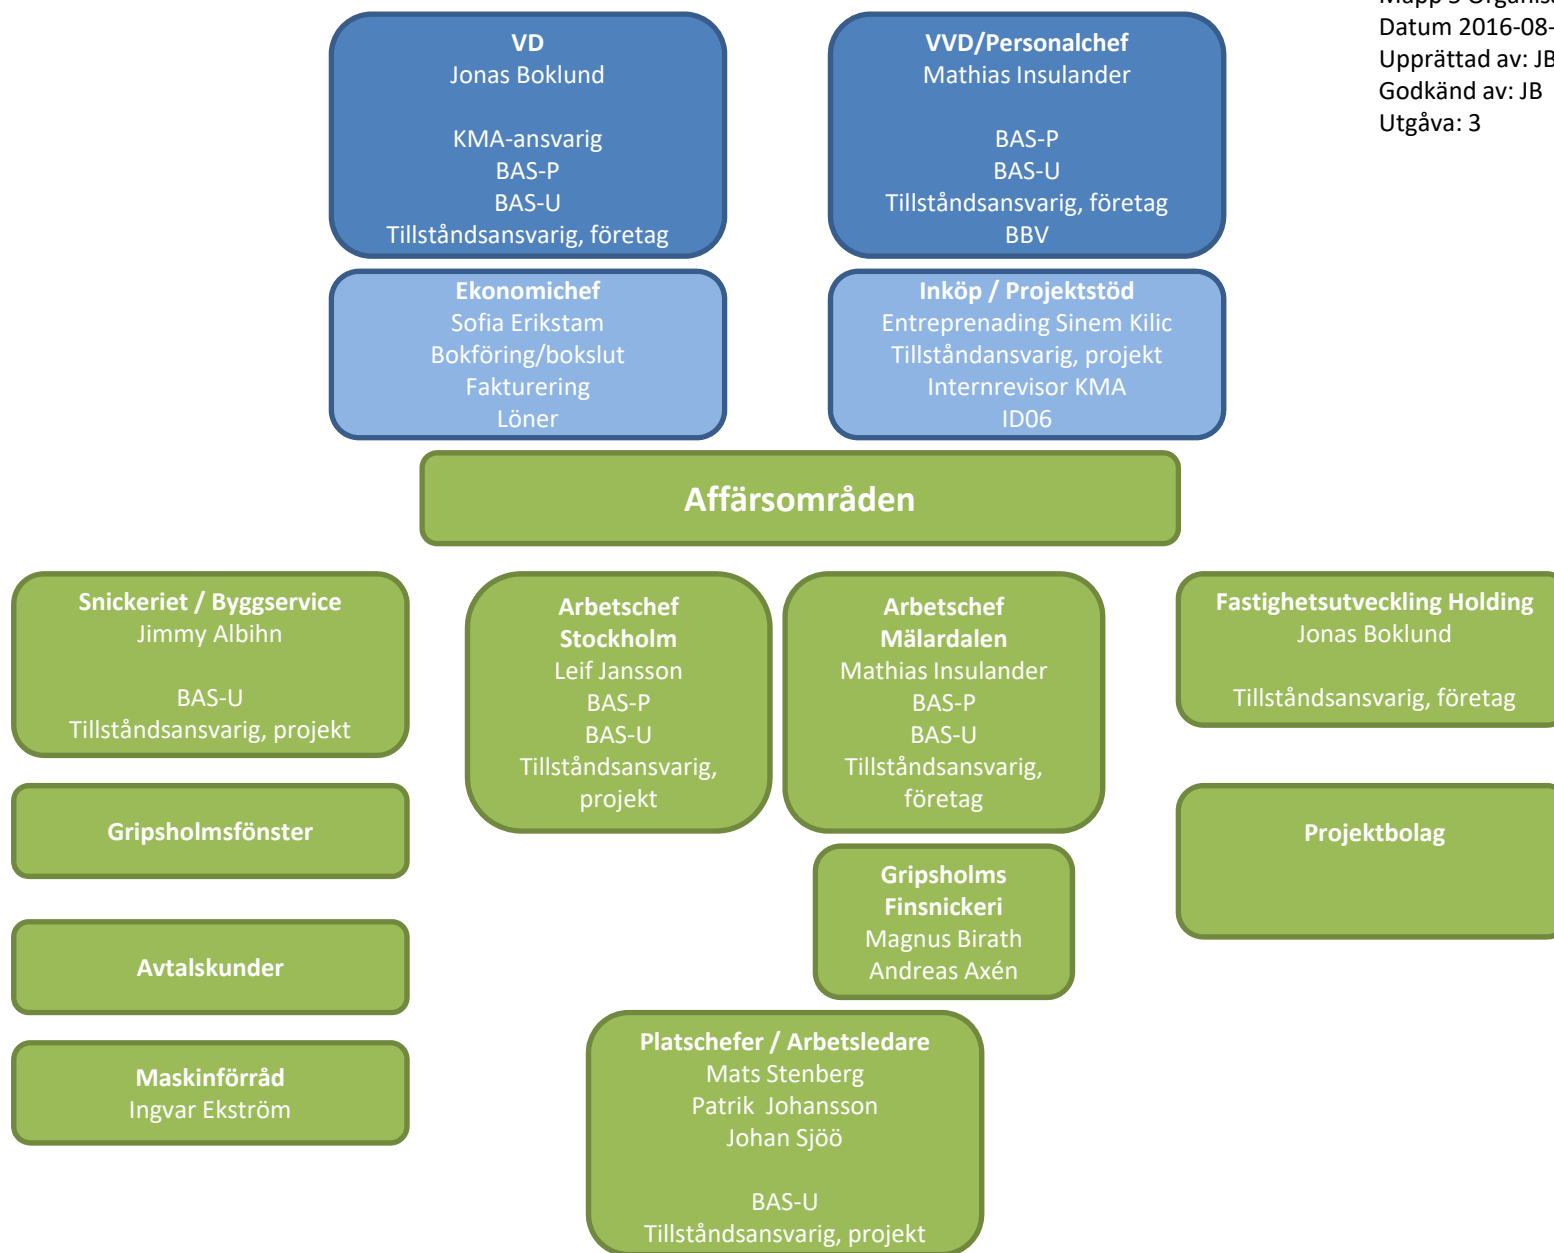 Datum 2016-08-
Upprättad av: JB
Godkänd av: JB
Utgåva: 3
VD
Jonas Boklund
KMA-ansvarig
BAS-P
BAS-U
Tillståndsansvarig, företag
VVD/Personalchef
Mathias Insulander
BAS-P
BAS-U
Tillståndsansvarig, företag
BBV
Ekonomichef
Sofia Erikstam
Bokföring/bokslut
Fakturering
Löner
Inköp / Projektstöd
Entreprenading Sinem Kilic
Tillståndansvarig, projekt
Internrevisor KMA
ID06
Affärsområden
Snickeriet / Byggservice
Jimmy Albihn
BAS-U
Tillståndsansvarig, projekt
Arbetschef
Stockholm
Leif Jansson
BAS-P
BAS-U
Tillståndsansvarig,
projekt
Arbetschef
Mälardalen
Mathias Insulander
BAS-P
BAS-U
Tillståndsansvarig,
företag
Fastighetsutveckling Holding
Jonas Boklund
Tillståndsansvarig, företag
Gripsholmsfönster
Projektbolag
Gripsholms
Finsnickeri
Magnus Birath
Andreas Axén
Avtalskunder
Maskinförråd
Ingvar Ekström
Platschefer / Arbetsledare
Mats Stenberg
Patrik  Johansson
Johan Sjöö
BAS-U
Tillståndsansvarig, projekt